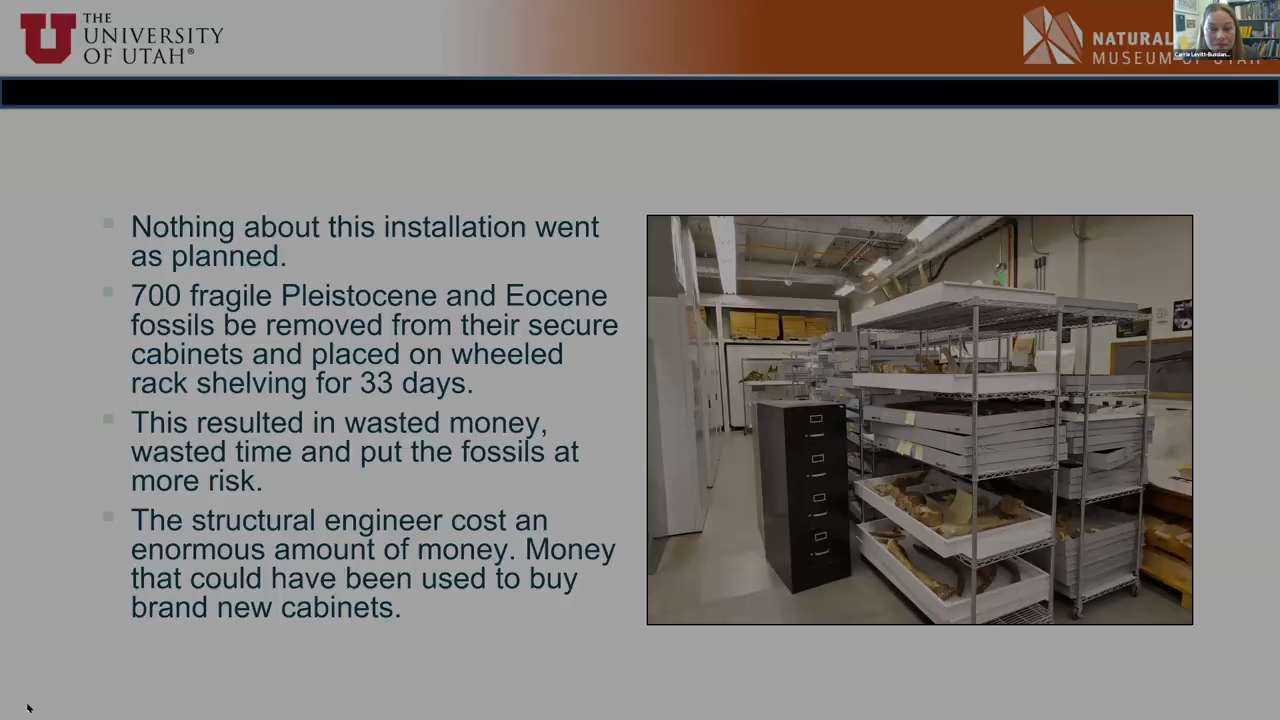 THE
UNIVERSITY
OF UTAH®
NATURAL
MUSEUM OF UTAH
Carrie Levitt-Bussian...
Nothing about this installation went
as planned.
700 fragile Pleistocene and Eocene
fossils be removed from their secure
cabinets and placed on wheeled
rack shelving for 33 days.
This resulted in wasted money,
wasted time and put the fossils at
more risk.
The structural engineer cost an
enormous amount of money. Money
that could have been used to buy
brand new cabinets.